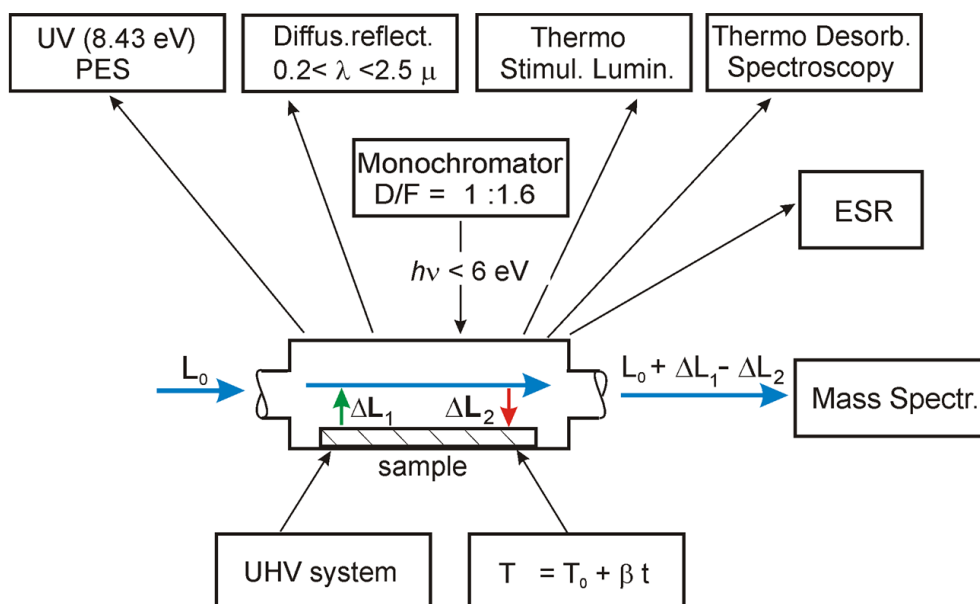 UV (8.43 eV)
PES
Diffus.reflect.
0.2< λ <2.5 μ
Thermo
Stimul. Lumin.
Thermo Desorb.
Spectroscopy
Monochromator
D/F = 1 :1.6
ESR
hν < 6 eV
L₀
L₀ + ΔL₁- ΔL₂
ΔL₁
ΔL₂
Mass Spectr.
sample
UHV system
T = T₀ + β t